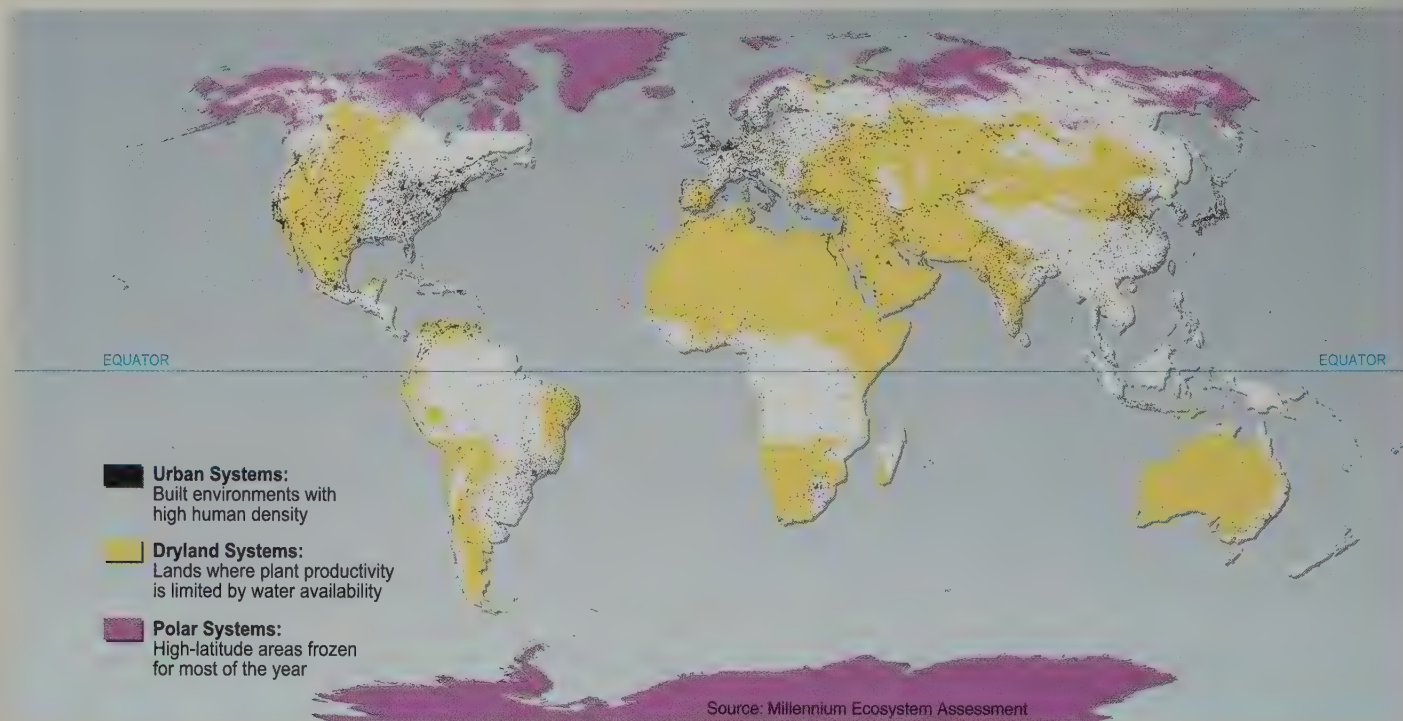 EQUATOR
EQUATOR
Urban Systems:
Built environments with
high human density
Dryland Systems:
Lands where plant productivity
is limited by water availability
Polar Systems:
High-latitude areas frozen
for most of the year
Source: Millennium Ecosystem Assessment